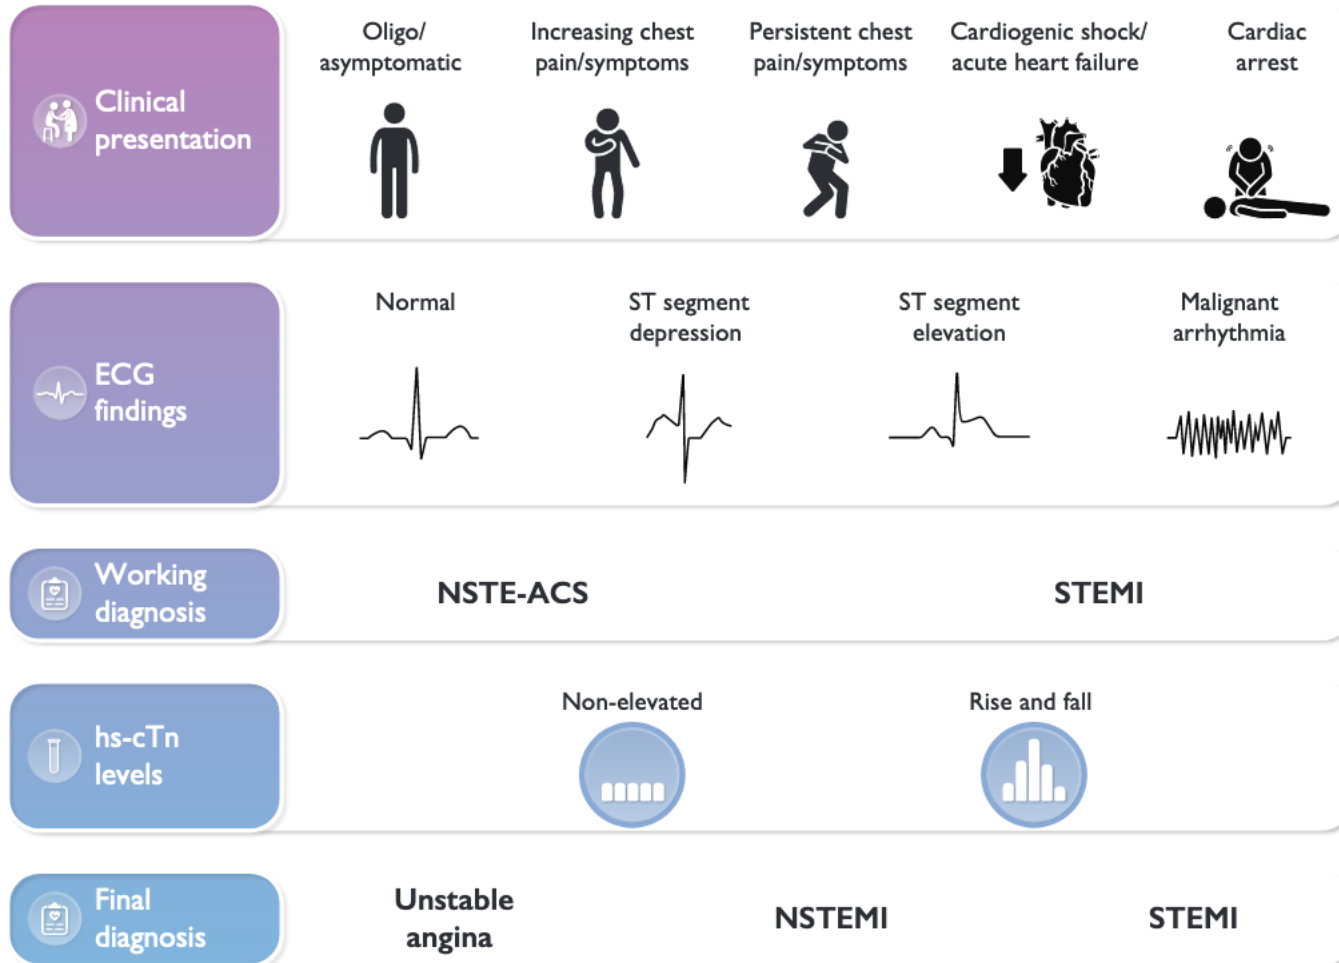 Clinical
presentation
Oligo/
asymptomatic
Increasing chest
pain/symptoms
Persistent chest
pain/symptoms
Cardiogenic shock/
acute heart failure
Cardiac
arrest
ECG
findings
Normal
ST segment
depression
ST segment
elevation
Malignant
arrhythmia
Working
diagnosis
NSTE-ACS
STEMI
hs-cTn
levels
Non-elevated
Rise and fall
Final
diagnosis
Unstable
angina
NSTEMI
STEMI